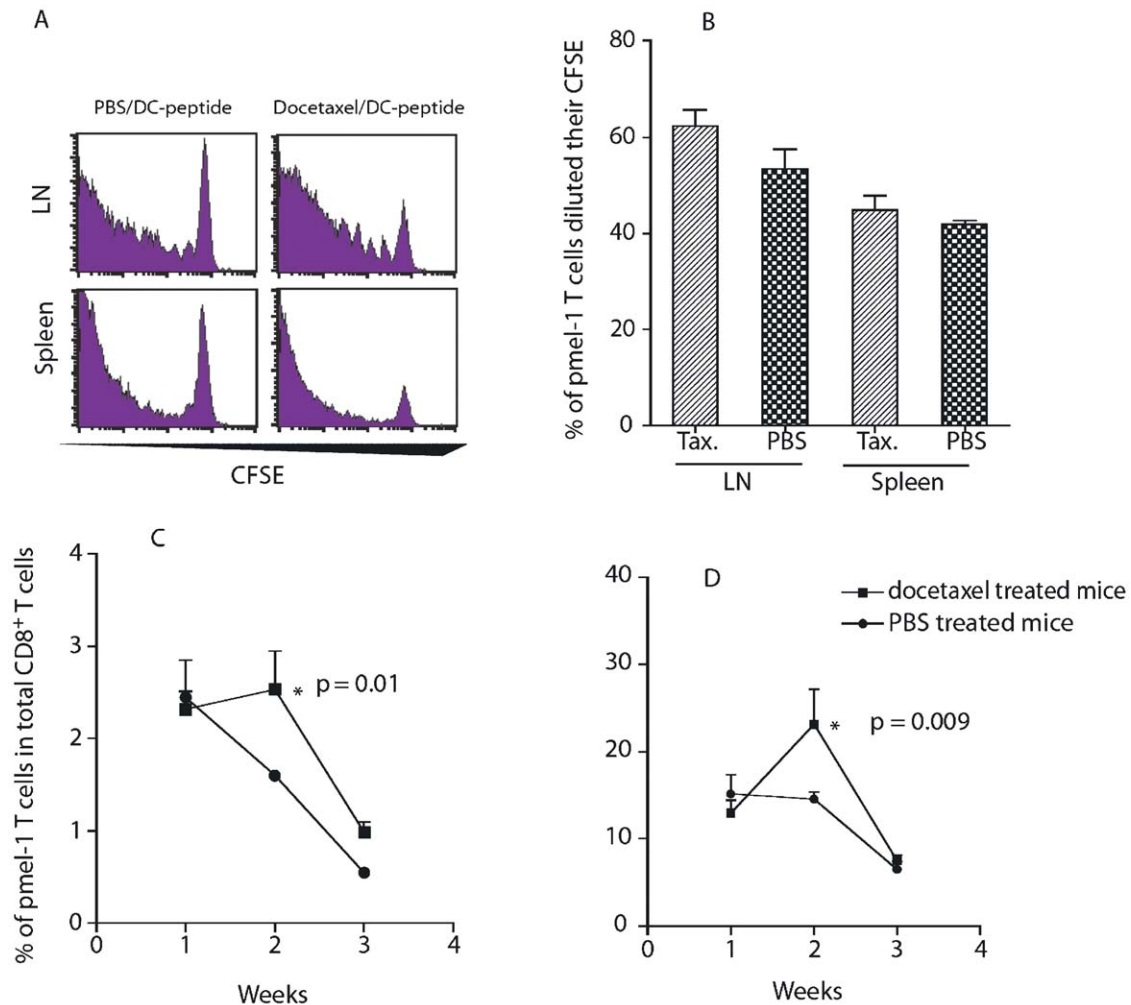 A
PBS/DC-peptide
Docetaxel/DC-peptide
LN
Spleen
CFSE
B
% of pmel-1 T cells diluted their CFSE
80
60
40
20
0
Tax.
PBS
Tax.
PBS
LN
Spleen
C
% of pmel-1 T cells in total CD8⁺ T cells
4
3
2
1
0
* p = 0.01
0
1
2
3
4
Weeks
D
40
30
20
10
0
docetaxel treated mice
PBS treated mice
* p = 0.009
0
1
2
3
4
Weeks